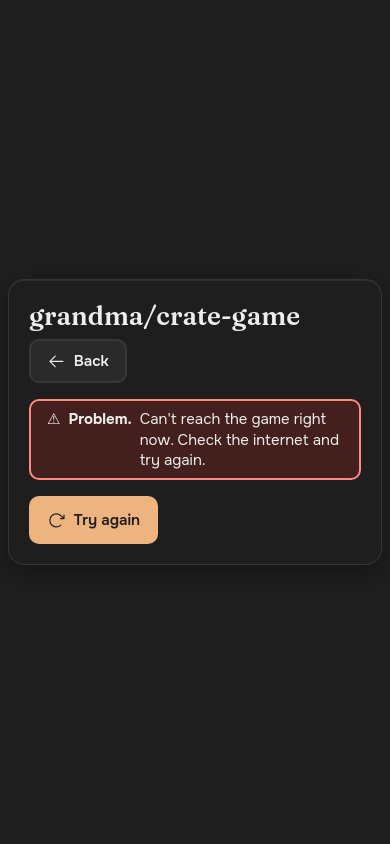 grandma/crate-game
← Back
⚠ Problem. Can't reach the game right
now. Check the internet and
try again.
Try again